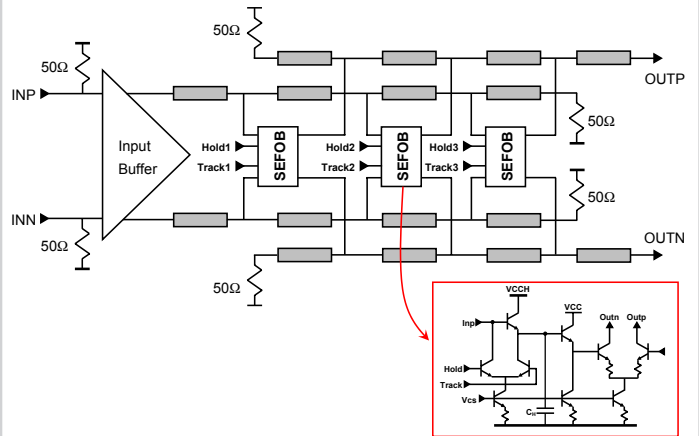 50Ω
50Ω
OUTP
INP
50Ω
Input
Buffer
Hold1
Track1
SEFOB
Hold2
Track2
SEFOB
Hold3
Track3
SEFOB
INN
50Ω
50Ω
50Ω
OUTN
VCCH
VCC
Outn
Outp
Inp
Hold
Track
Vcs
CH